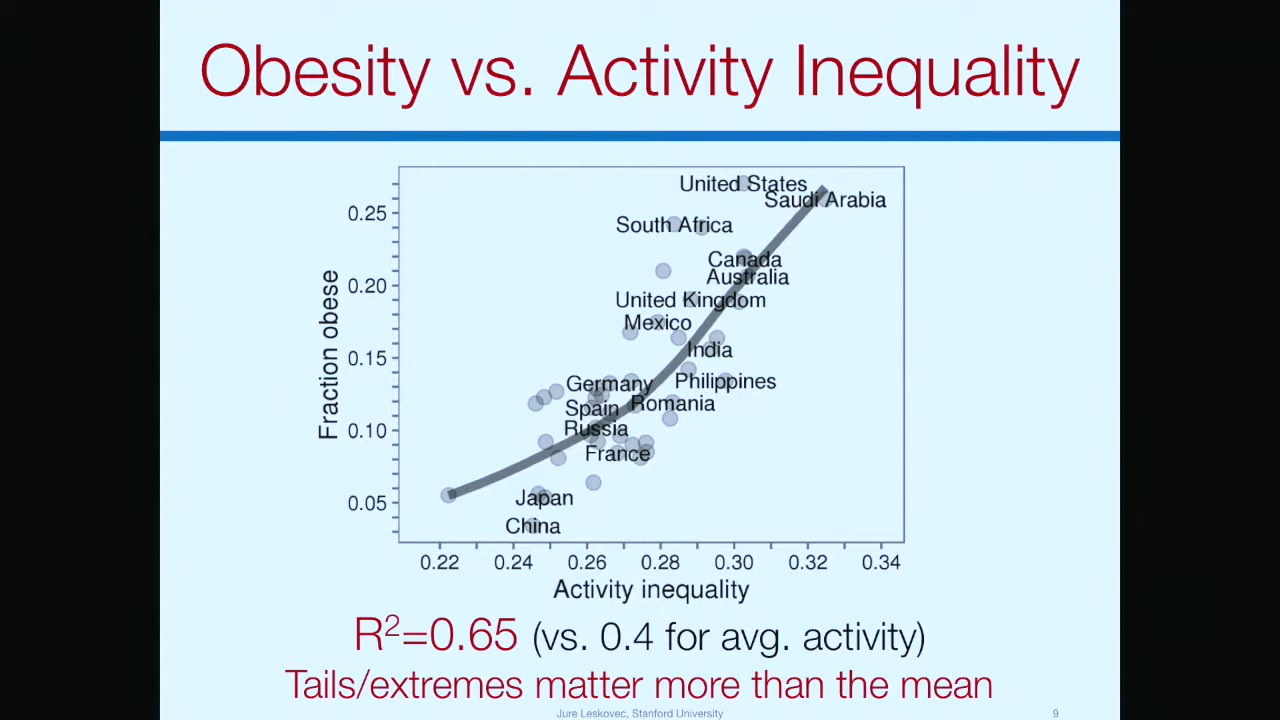 Obesity vs. Activity Inequality
United States
Saudi Arabia
South Africa
0.25
Canada
Australia
0.20
United Kingdom
Mexico
0.15
India
Germany
Philippines
Spain
Romania
0.10
Russia
France
0.05
Japan
China
Fraction obese
0.22 0.24 0.26 0.28 0.30 0.32 0.34
Activity inequality
R²=0.65 (vs. 0.4 for avg. activity)
Tails/extremes matter more than the mean
Jure Leskovec, Stanford University 9